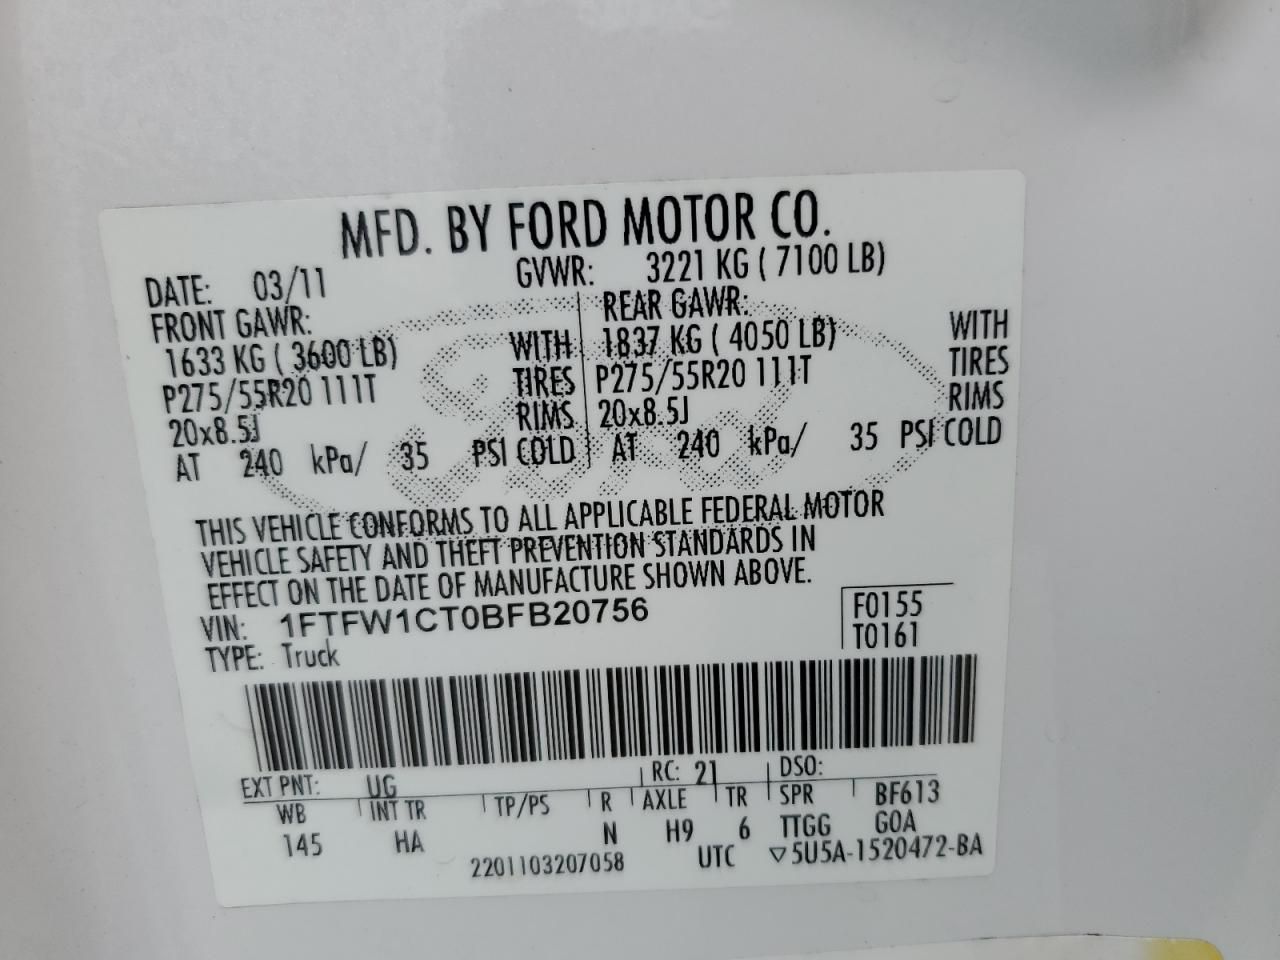 MFD. BY FORD MOTOR CO.
DATE: 03/11 GVWR: 3221 KG ( 7100 LB)
FRONT GAWR: REAR GAWR:
1633 KG ( 3600 LB) WITH 1837 KG ( 4050 LB) WITH
P275/55R20 111T TIRES P275/55R20 111T TIRES
20x8.5J RIMS 20x8.5J RIMS
AT 240 kPa/ 35 PSI COLD AT 240 kPa/ 35 PSI COLD
THIS VEHICLE CONFORMS TO ALL APPLICABLE FEDERAL MOTOR
VEHICLE SAFETY AND THEFT PREVENTION STANDARDS IN
EFFECT ON THE DATE OF MANUFACTURE SHOWN ABOVE.
VIN: 1FTFW1CT0BFB20756 F0155
TYPE: Truck T0161
EXT PNT: UG RC: 21 DSO:
WB INT TR TP/PS R AXLE TR SPR BF613
145 HA N H9 6 TTGG GOA
2201103207058 UTC ▽5U5A-1520472-BA